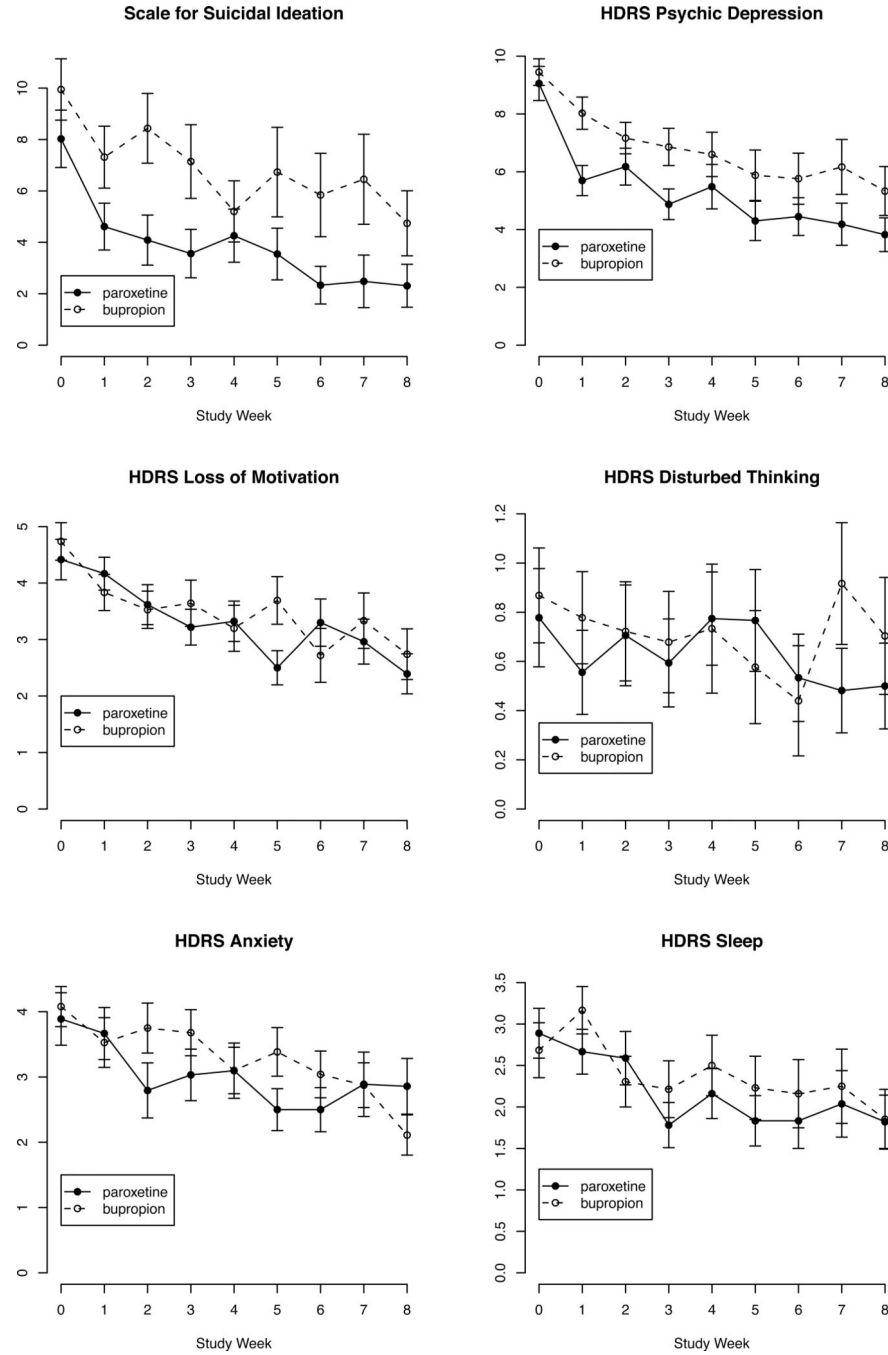 Scale for Suicidal Ideation
10
8
6
4
2
0
paroxetine
bupropion
0 1 2 3 4 5 6 7 8
Study Week
HDRS Psychic Depression
10
8
6
4
2
0
paroxetine
bupropion
0 1 2 3 4 5 6 7 8
Study Week
HDRS Loss of Motivation
5
4
3
2
1
0
paroxetine
bupropion
0 1 2 3 4 5 6 7 8
Study Week
HDRS Disturbed Thinking
1.2
1.0
0.8
0.6
0.4
0.2
0.0
paroxetine
bupropion
0 1 2 3 4 5 6 7 8
Study Week
HDRS Anxiety
4
3
2
1
0
paroxetine
bupropion
0 1 2 3 4 5 6 7 8
Study Week
HDRS Sleep
3.5
3.0
2.5
2.0
1.5
1.0
0.5
0.0
paroxetine
bupropion
0 1 2 3 4 5 6 7 8
Study Week